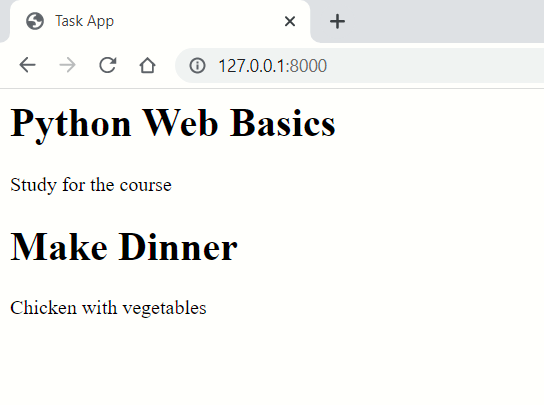 Task App
127.0.0.1:8000
Python Web Basics
Study for the course
Make Dinner
Chicken with vegetables